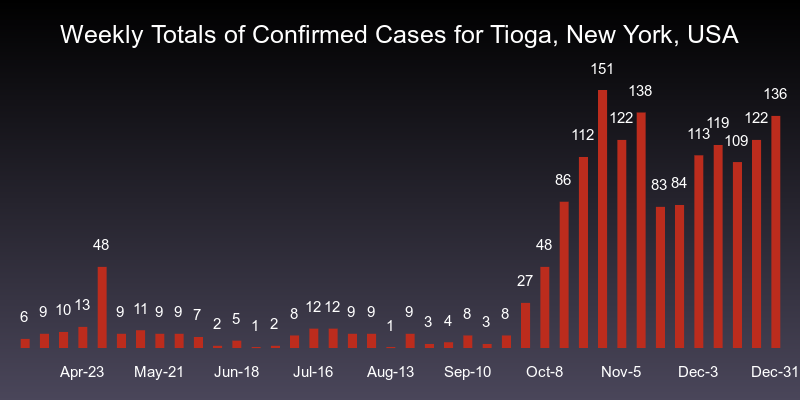 Weekly Totals of Confirmed Cases for Tioga, New York, USA
6 9 10 13 48 9 11 9 9 7 2 5 1 2 8 12 12 9 9 1 9 3 4 8 3 8 27 48 86 112 151 122 138 83 84 113 119 109 122 136
Apr-23 May-21 Jun-18 Jul-16 Aug-13 Sep-10 Oct-8 Nov-5 Dec-3 Dec-31